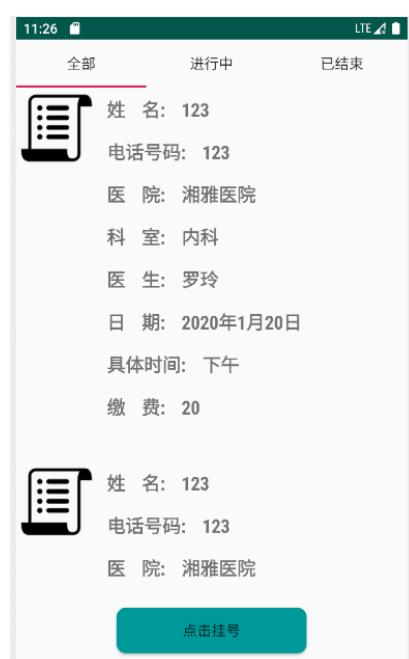 11:26 LTE
全部 进行中 已结束
姓 名: 123
电话号码: 123
医 院: 湘雅医院
科 室: 内科
医 生: 罗玲
日 期: 2020年1月20日
具体时间: 下午
缴 费: 20
姓 名: 123
电话号码: 123
医 院: 湘雅医院
点击挂号